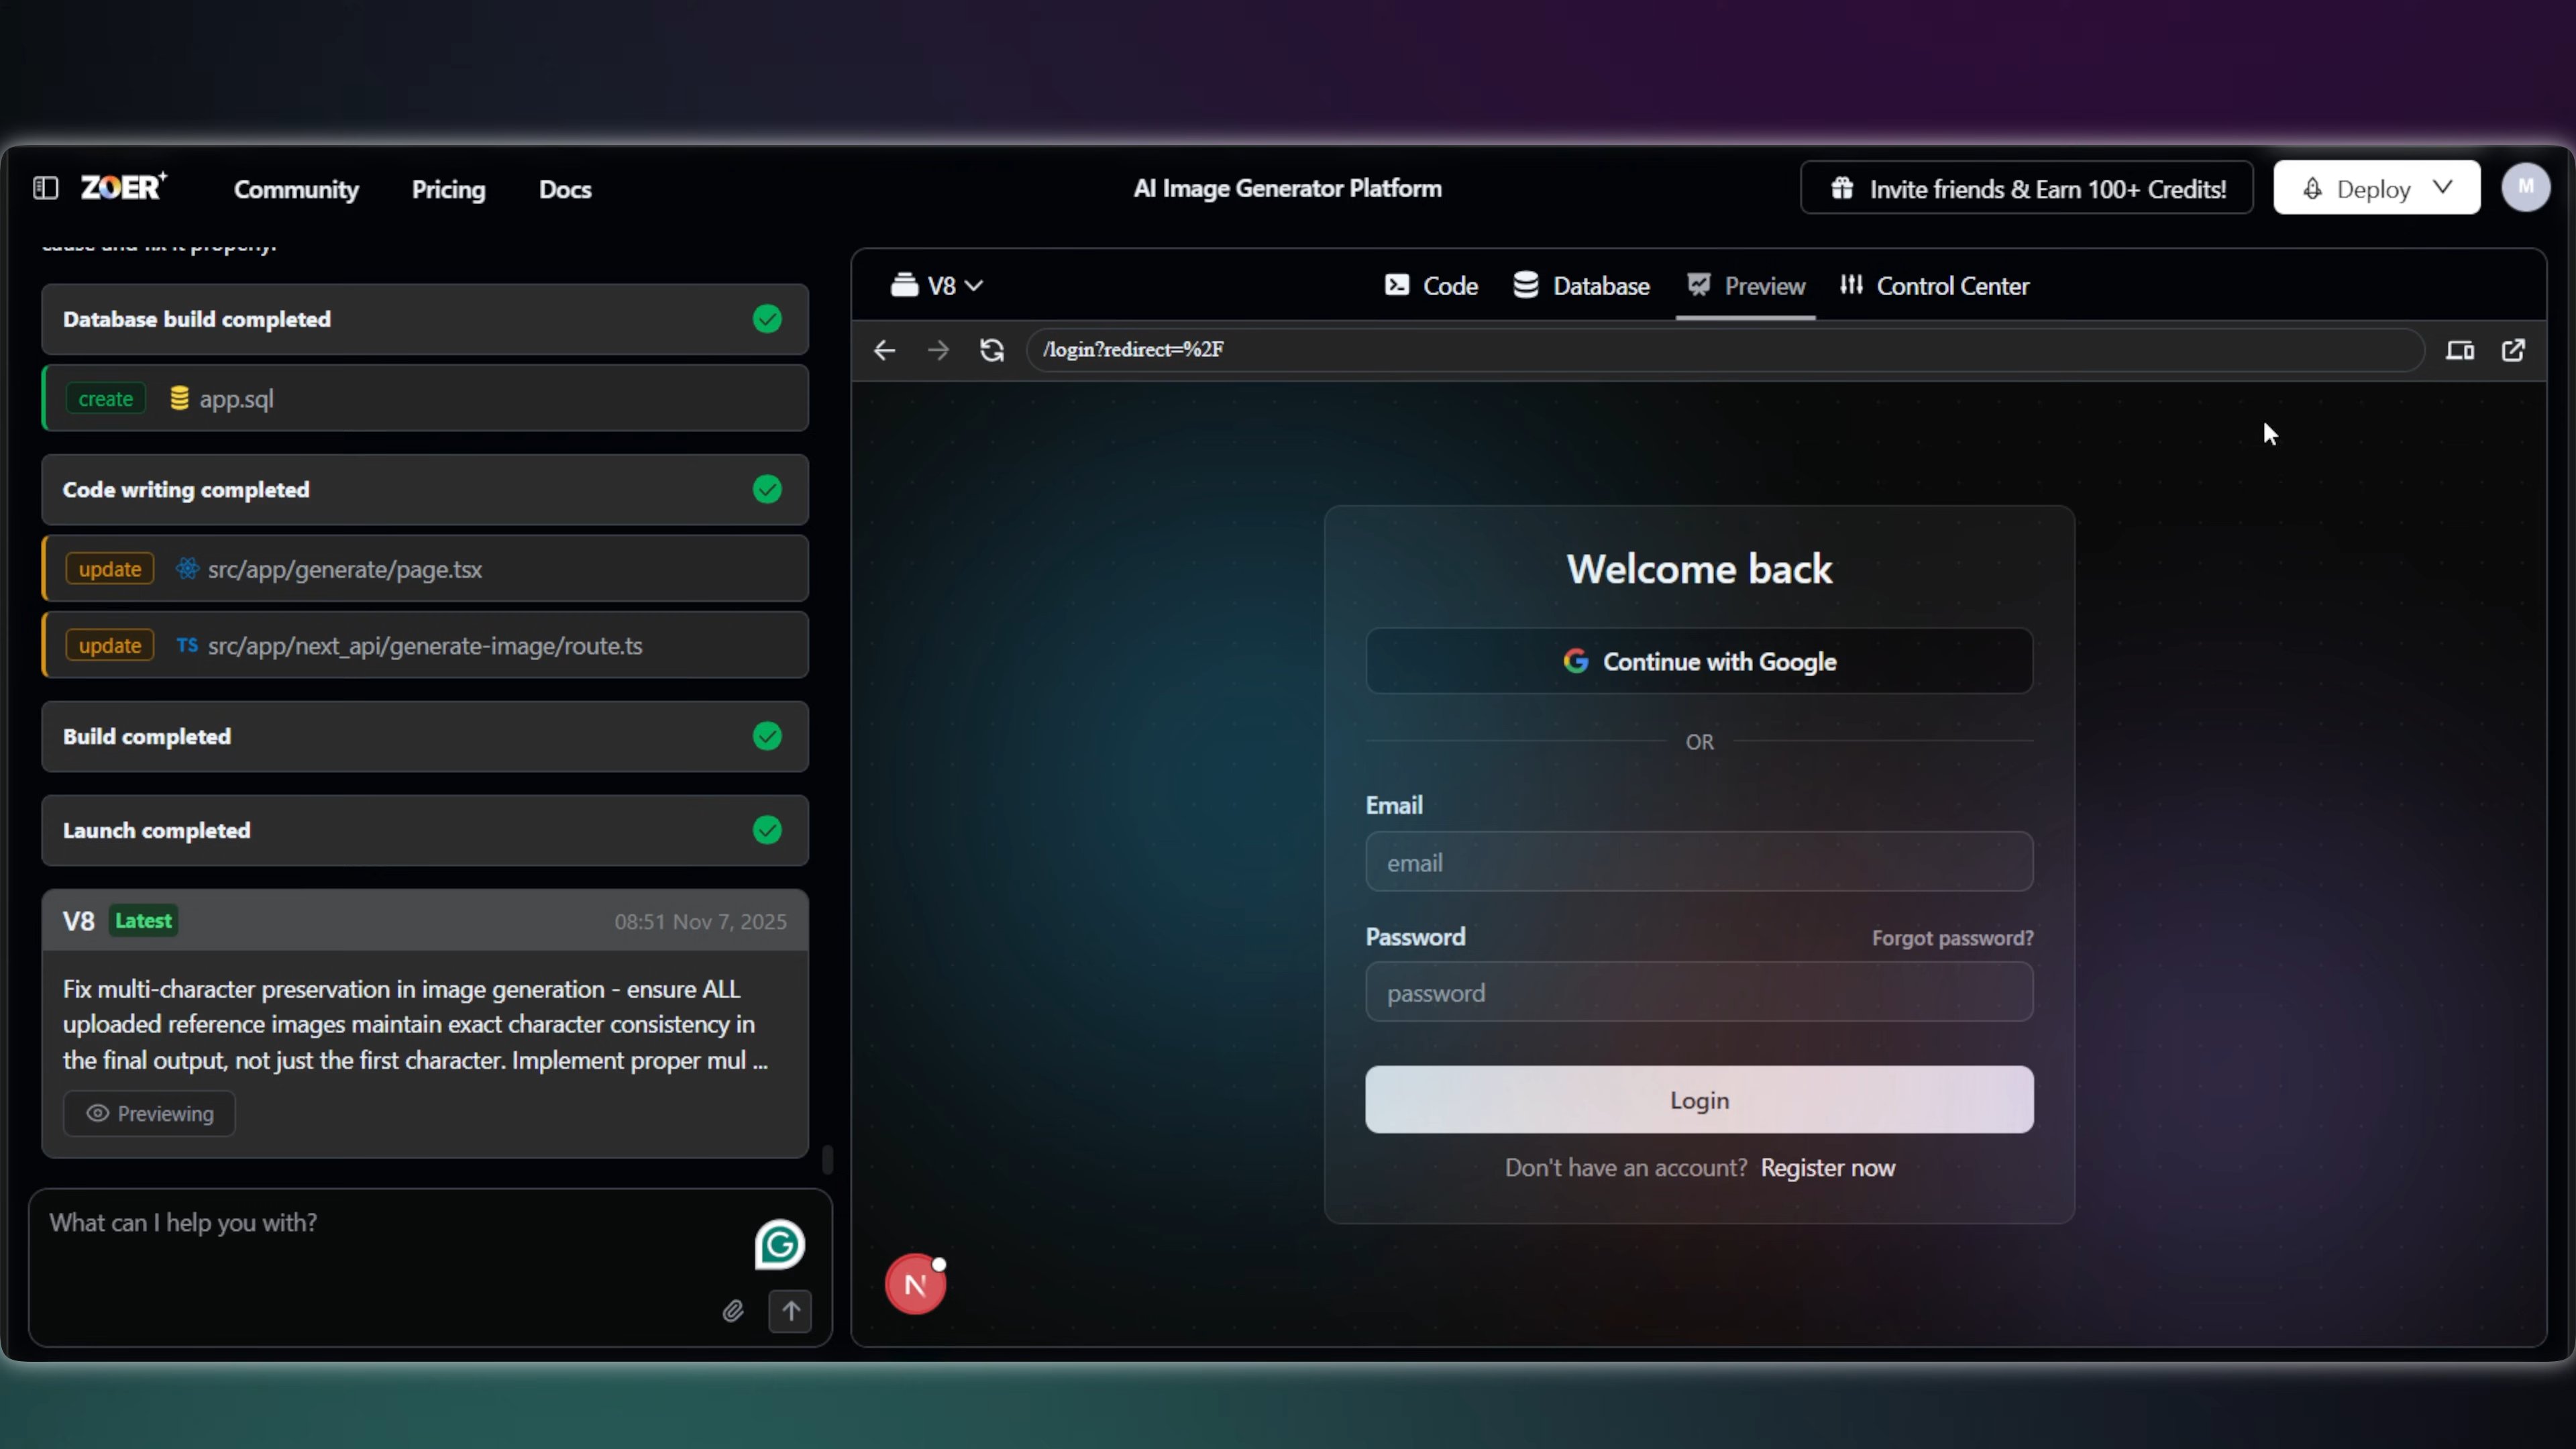 ZOER+
Community
Pricing
Docs
AI Image Generator Platform
Invite friends & Earn 100+ Credits!
Deploy
M
cause and fix it properly.
Database build completed
create app.sql
Code writing completed
update src/app/generate/page.tsx
update TS src/app/next_api/generate-image/route.ts
Build completed
Launch completed
V8 Latest 08:51 Nov 7, 2025
Fix multi-character preservation in image generation - ensure ALL
uploaded reference images maintain exact character consistency in
the final output, not just the first character. Implement proper mul ...
Previewing
What can I help you with?
V8
Code
Database
Preview
Control Center
/login?redirect=%2F
Welcome back
Continue with Google
OR
Email
email
Password Forgot password?
password
Login
Don't have an account? Register now
N